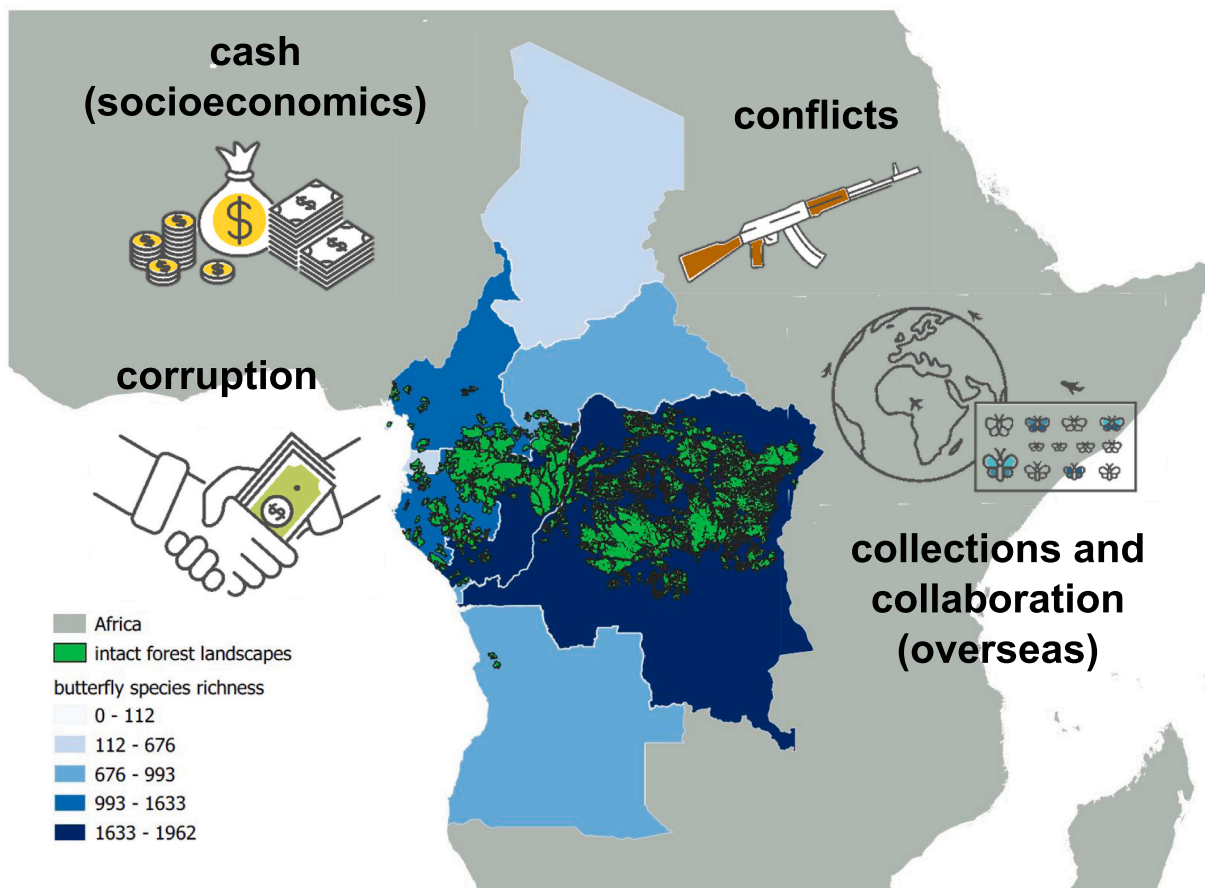 cash
(socioeconomics)
conflicts
$
$
$
$
$
$
$
corruption
$
collections and
collaboration
(overseas)
Africa
intact forest landscapes
butterfly species richness
0 - 112
112 - 676
676 - 993
993 - 1633
1633 - 1962